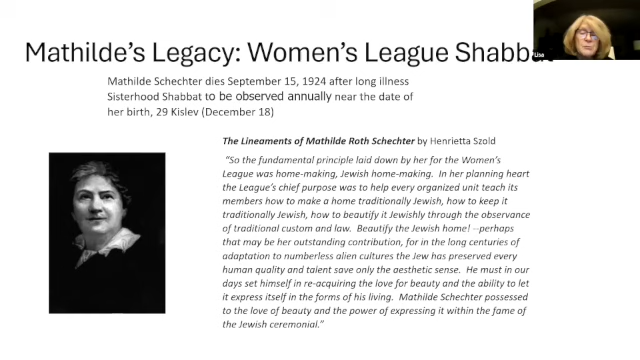 Mathilde's Legacy: Women's League Shabbat
Mathilde Schechter dies September 15, 1924 after long illness
Sisterhood Shabbat to be observed annually near the date of
her birth, 29 Kislev (December 18)
The Lineaments of Mathilde Roth Schechter by Henrietta Szold
"So the fundamental principle laid down by her for the Women's
League was home-making, Jewish home-making. In her planning heart
the League's chief purpose was to help every organized unit teach its
members how to make a home traditionally Jewish, how to keep it
traditionally Jewish, how to beautify it Jewishly through the observance
of traditional custom and law. Beautify the Jewish home! --perhaps
that may be her outstanding contribution, for in the long centuries of
adaptation to numberless alien cultures the Jew has preserved every
human quality and talent save only the aesthetic sense. He must in our
days set himself in re-acquiring the love for beauty and the ability to let
it express itself in the forms of his living. Mathilde Schechter possessed
to the love of beauty and the power of expressing it within the fame of
the Jewish ceremonial."
Lisa